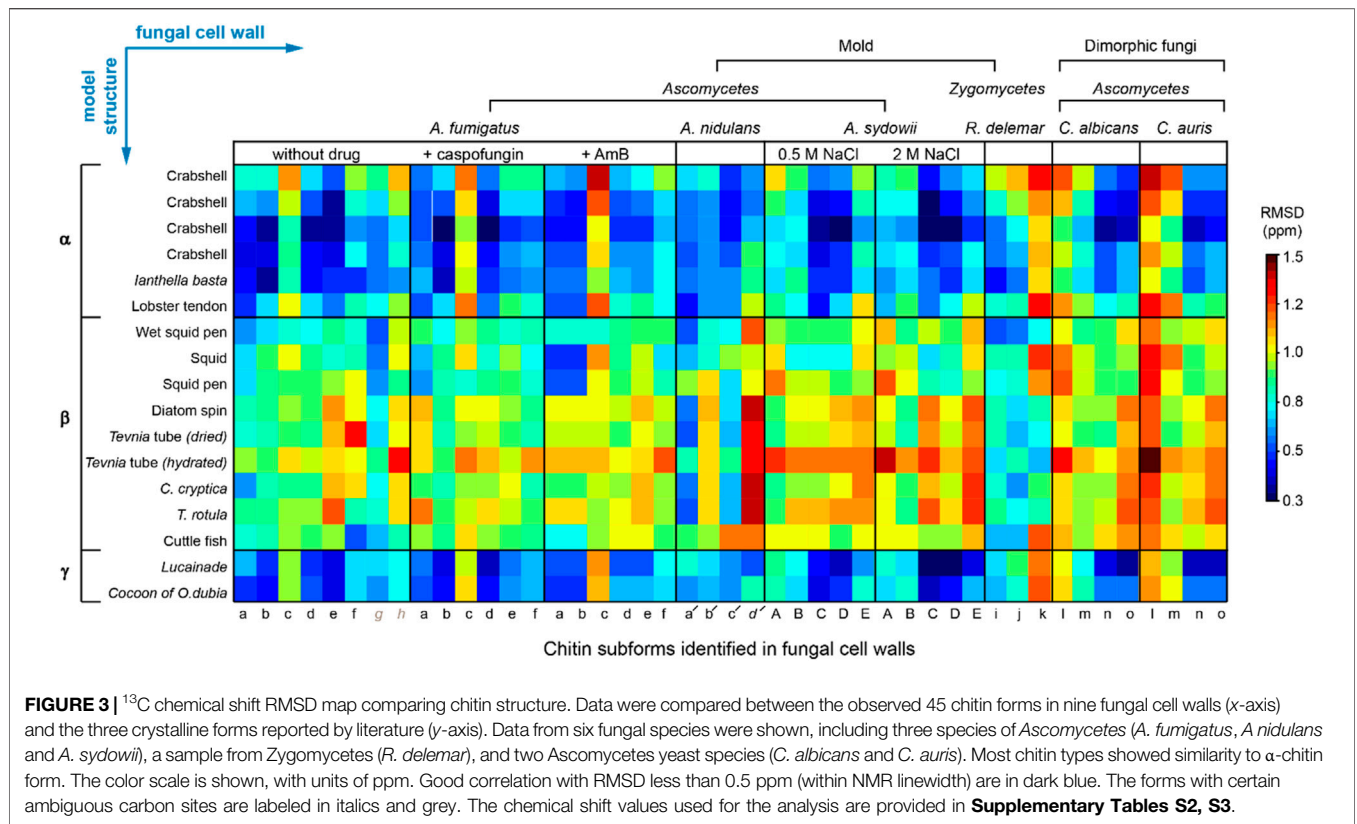 fungal cell wall
model
structure
Mold
Dimorphic fungi
Ascomycetes
Zygomycetes
Ascomycetes
A. fumigatus
A. nidulans
A. sydowii
R. delemar
C. albicans
C. auris
without drug
+ caspofungin
+ AmB
0.5 M NaCl
2 M NaCl
α
Crabshell
Crabshell
Crabshell
Crabshell
Ianthella basta
Lobster tendon
β
Wet squid pen
Squid
Squid pen
Diatom spin
Tevnia tube (dried)
Tevnia tube (hydrated)
C. cryptica
T. rotula
Cuttle fish
γ
Lucainade
Cocoon of O.dubia
RMSD
(ppm)
1.5
1.2
1.0
0.8
0.5
0.3
a b c d e f g h a b c d e f a b c d e f a′ b′ c′ d′ A B C D E A B C D E i j k l m n o l m n o
Chitin subforms identified in fungal cell walls
FIGURE 3 | ¹³C chemical shift RMSD map comparing chitin structure. Data were compared between the observed 45 chitin forms in nine fungal cell walls (x-axis)
and the three crystalline forms reported by literature (y-axis). Data from six fungal species were shown, including three species of Ascomycetes (A. fumigatus, A nidulans
and A. sydowii), a sample from Zygomycetes (R. delemar), and two Ascomycetes yeast species (C. albicans and C. auris). Most chitin types showed similarity to α-chitin
form. The color scale is shown, with units of ppm. Good correlation with RMSD less than 0.5 ppm (within NMR linewidth) are in dark blue. The forms with certain
ambiguous carbon sites are labeled in italics and grey. The chemical shift values used for the analysis are provided in Supplementary Tables S2, S3.